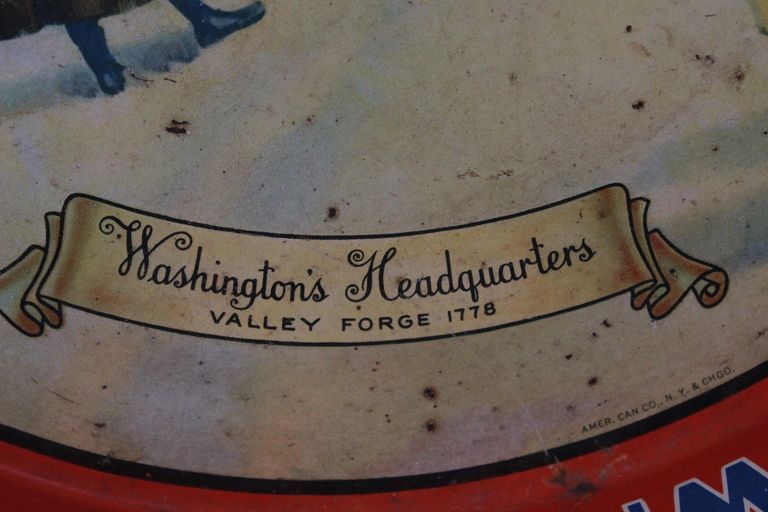 Washington's Headquarters
VALLEY FORGE 1778
AMER. CAN CO., N. Y. & CHGO.